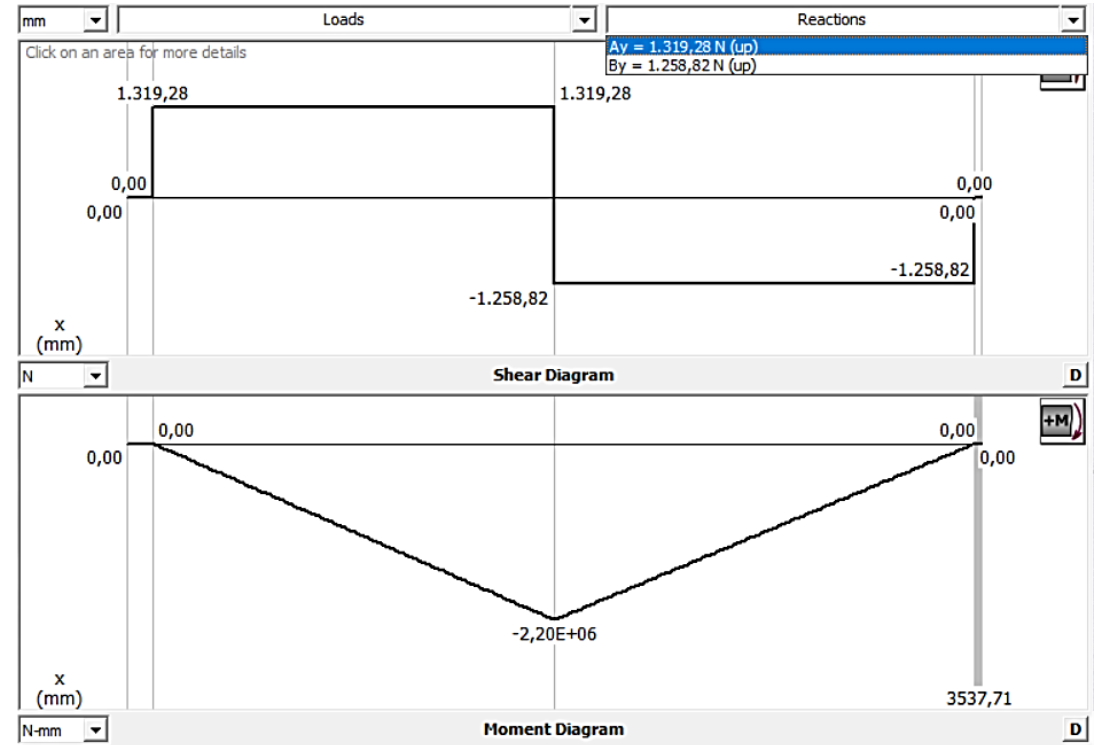 mm Loads Reactions
Click on an area for more details
Ay = 1.319,28 N (up)
By = 1.258,82 N (up)
1.319,28 1.319,28
0,00 0,00
0,00 0,00
-1.258,82
-1.258,82
x
(mm)
N Shear Diagram D
+M
0,00 0,00
0,00 0,00
-2,20E+06
x
(mm) 3537,71
N-mm Moment Diagram D